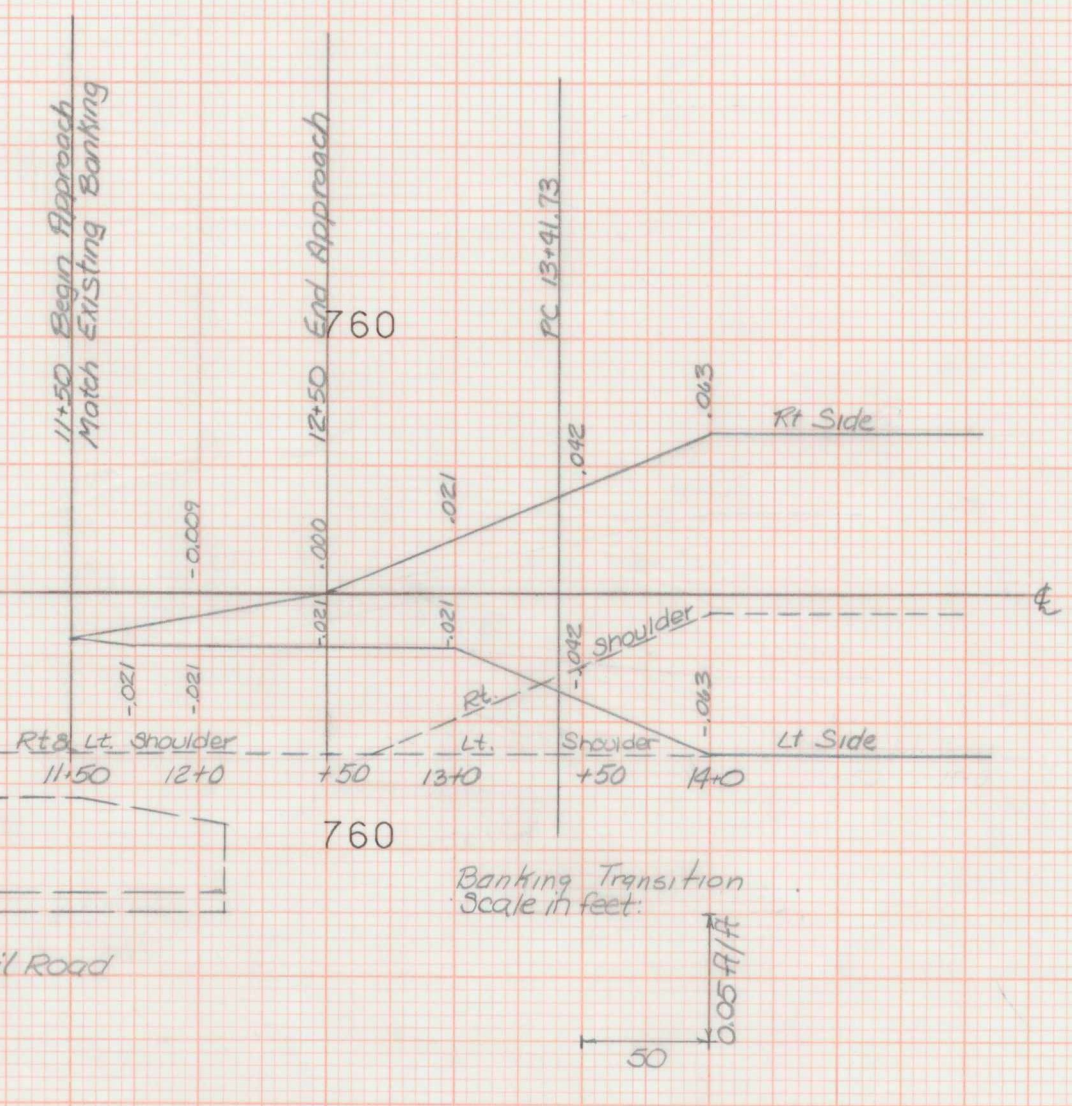 11+50 Begin Approach
Match Existing Banking
12+50 End Approach
PC 13+41.73
760
.063
Rt Side
.042
.021
-0.009
.000
℄
-.021
-.021
-.042
Rt. Shoulder
-.021
-.021
-.063
Rt & Lt. Shoulder
Lt. Shoulder
Lt Side
11+50 12+0 +50 13+0 +50 14+0
760
Banking Transition
Scale in feet:
0.05 ft/ft
50
Road